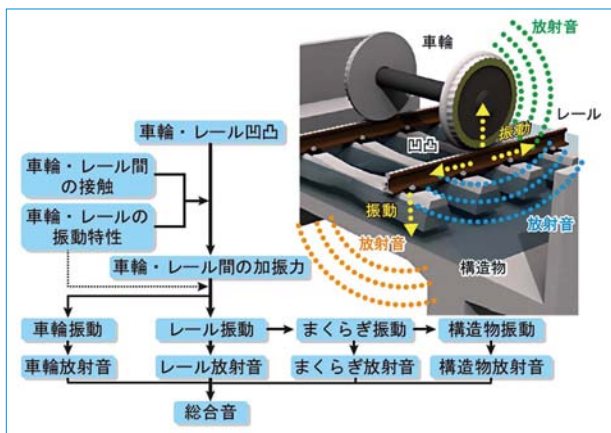 車輪・レール凹凸
車輪・レール間
の接触
車輪・レールの
振動特性
車輪・レール間の加振力
車輪振動
レール振動
まくらぎ振動
構造物振動
車輪放射音
レール放射音
まくらぎ放射音
構造物放射音
総合音
車輪
放射音
レール
振動
凹凸
振動
放射音
放射音
構造物